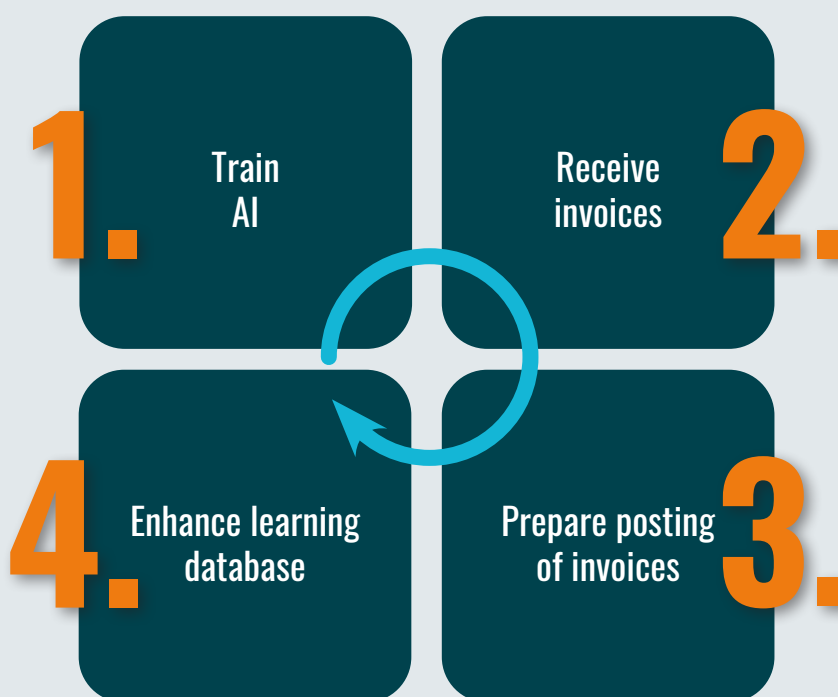 1.
Train
AI
2.
Receive
invoices
3.
Prepare posting
of invoices
4.
Enhance learning
database